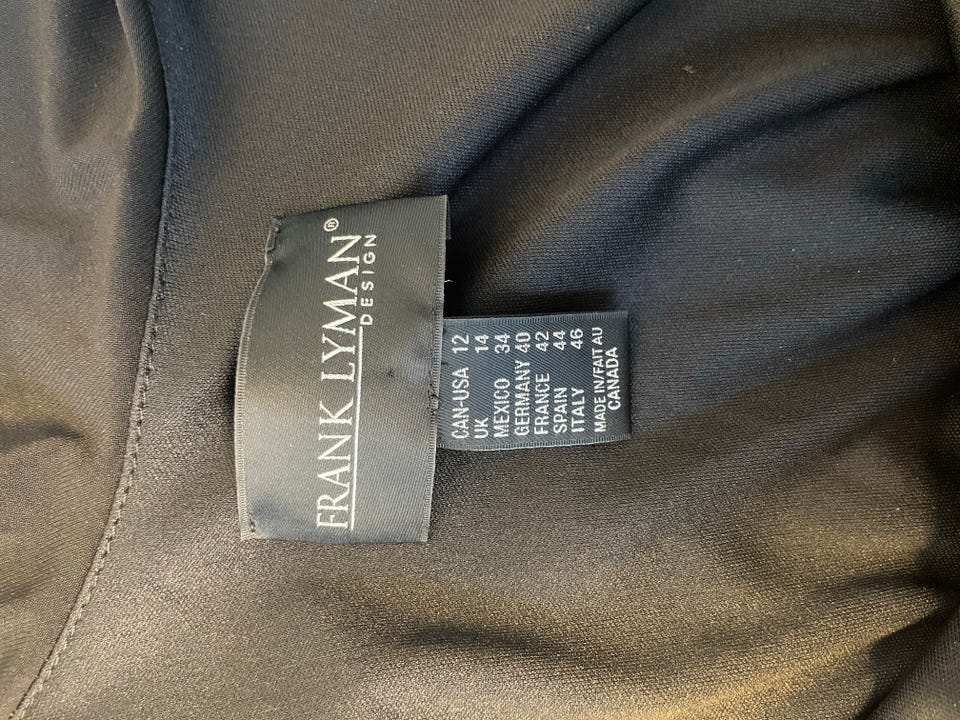 FRANK LYMAN®
DESIGN
CAN-USA 12
UK 14
MEXICO 34
GERMANY 40
FRANCE 42
SPAIN 44
ITALY 46
MADE IN/FAIT AU
CANADA